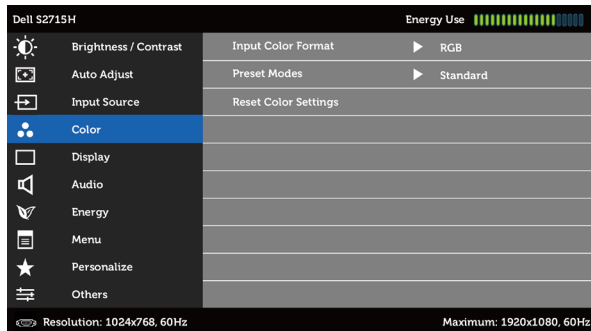 Dell S2715H Energy Use
Brightness / Contrast Input Color Format RGB
Auto Adjust Preset Modes Standard
Input Source Reset Color Settings
Color
Display
Audio
Energy
Menu
Personalize
Others
Resolution: 1024x768, 60Hz Maximum: 1920x1080, 60Hz